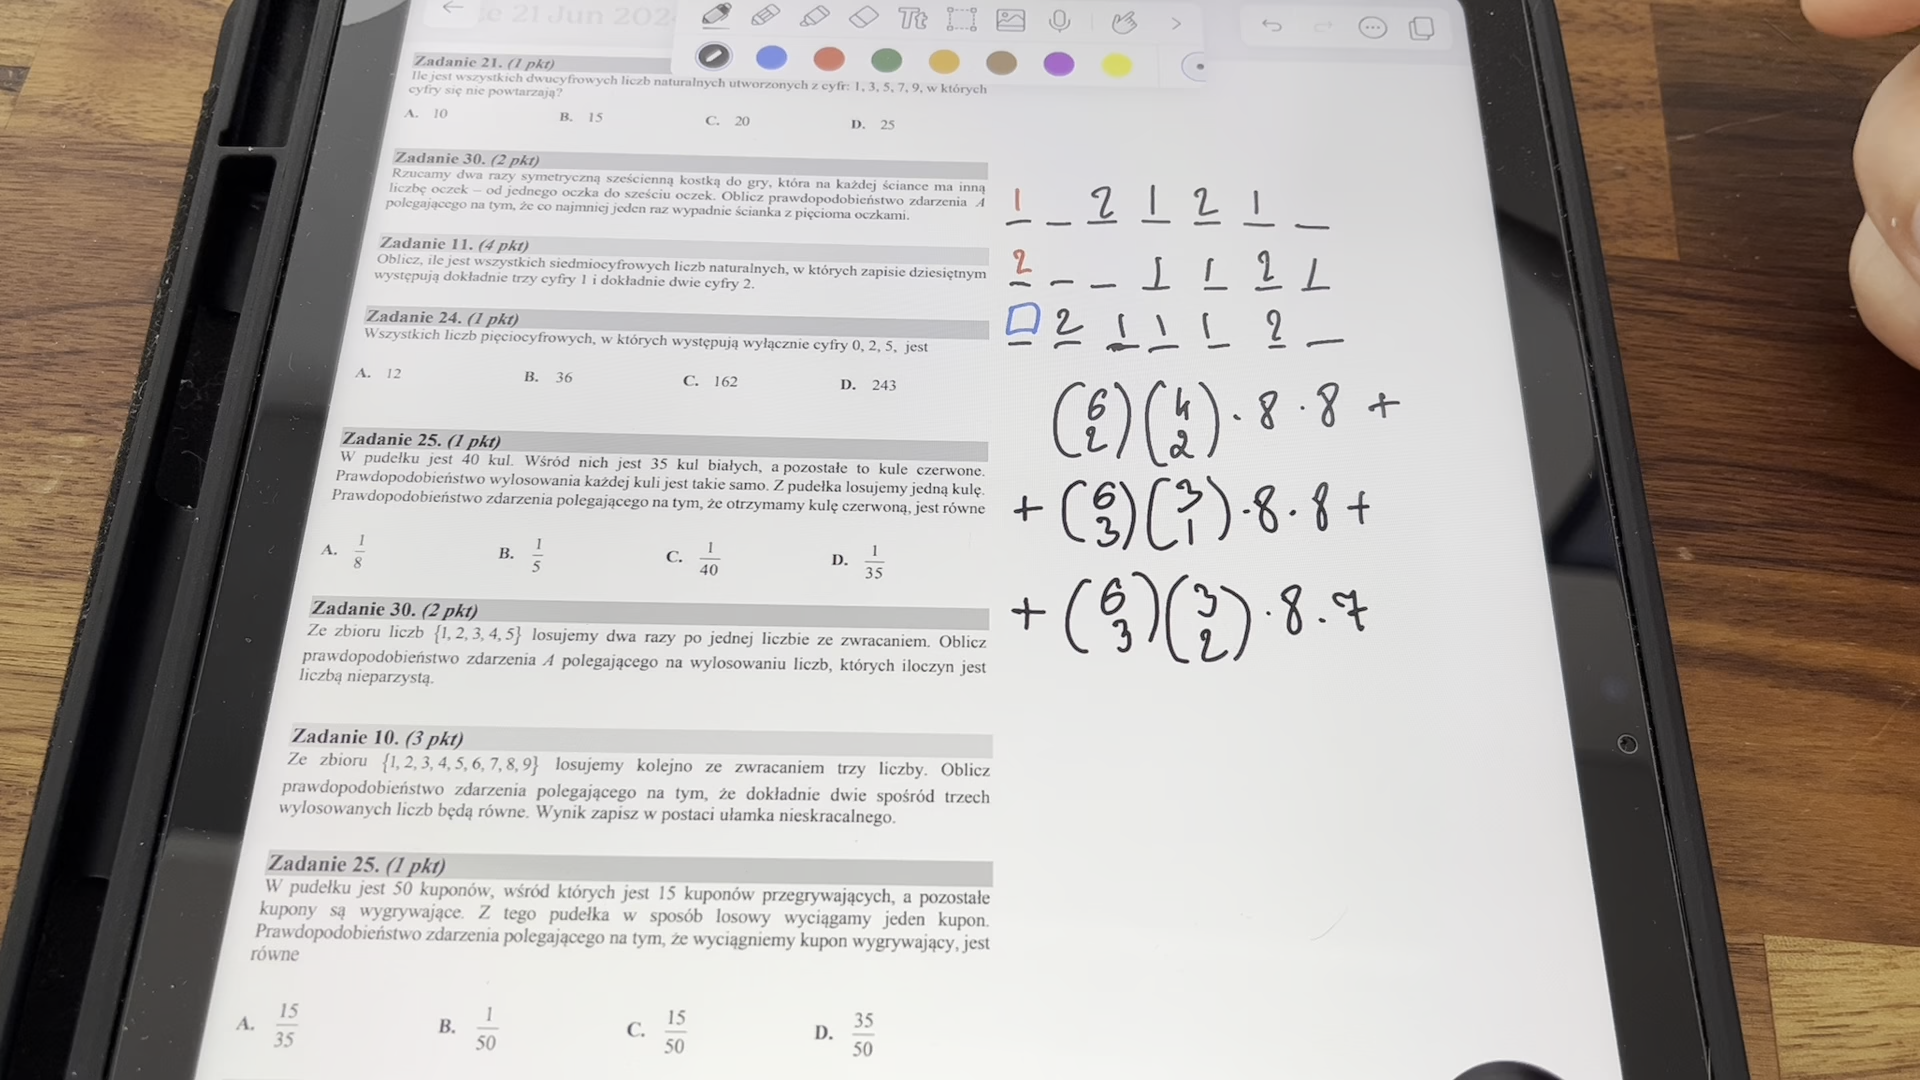 e 21 Jun 202
Tt
Zadanie 21. (1 pkt)
Ile jest wszystkich dwucyfrowych liczb naturalnych utworzonych z cyfr: 1, 3, 5, 7, 9, w których
cyfry się nie powtarzają?
A. 10 B. 15 C. 20 D. 25
Zadanie 30. (2 pkt)
Rzucamy dwa razy symetryczną sześcienną kostką do gry, która na każdej ściance ma inną
liczbę oczek – od jednego oczka do sześciu oczek. Oblicz prawdopodobieństwo zdarzenia A
polegającego na tym, że co najmniej jeden raz wypadnie ścianka z pięcioma oczkami.
Zadanie 11. (4 pkt)
Oblicz, ile jest wszystkich siedmiocyfrowych liczb naturalnych, w których zapisie dziesiętnym
występują dokładnie trzy cyfry 1 i dokładnie dwie cyfry 2.
Zadanie 24. (1 pkt)
Wszystkich liczb pięciocyfrowych, w których występują wyłącznie cyfry 0, 2, 5, jest
A. 12 B. 36 C. 162 D. 243
Zadanie 25. (1 pkt)
W pudełku jest 40 kul. Wśród nich jest 35 kul białych, a pozostałe to kule czerwone.
Prawdopodobieństwo wylosowania każdej kuli jest takie samo. Z pudełka losujemy jedną kulę.
Prawdopodobieństwo zdarzenia polegającego na tym, że otrzymamy kulę czerwoną, jest równe
A. 1/8 B. 1/5 C. 1/40 D. 1/35
Zadanie 30. (2 pkt)
Ze zbioru liczb {1, 2, 3, 4, 5} losujemy dwa razy po jednej liczbie ze zwracaniem. Oblicz
prawdopodobieństwo zdarzenia A polegającego na wylosowaniu liczb, których iloczyn jest
liczbą nieparzystą.
Zadanie 10. (3 pkt)
Ze zbioru {1, 2, 3, 4, 5, 6, 7, 8, 9} losujemy kolejno ze zwracaniem trzy liczby. Oblicz
prawdopodobieństwo zdarzenia polegającego na tym, że dokładnie dwie spośród trzech
wylosowanych liczb będą równe. Wynik zapisz w postaci ułamka nieskracalnego.
Zadanie 25. (1 pkt)
W pudełku jest 50 kuponów, wśród których jest 15 kuponów przegrywających, a pozostałe
kupony są wygrywające. Z tego pudełka w sposób losowy wyciągamy jeden kupon.
Prawdopodobieństwo zdarzenia polegającego na tym, że wyciągniemy kupon wygrywający, jest
równe
A. 15/35 B. 1/50 C. 15/50 D. 35/50
1 _ 2 1 2 1 _
2 _ _ 1 1 2 1
□ 2 1 1 1 2 _
(6 2) (4 2) · 8 · 8 +
+ (6 3) (3 1) · 8 · 8 +
+ (6 3) (3 2) · 8 · 7